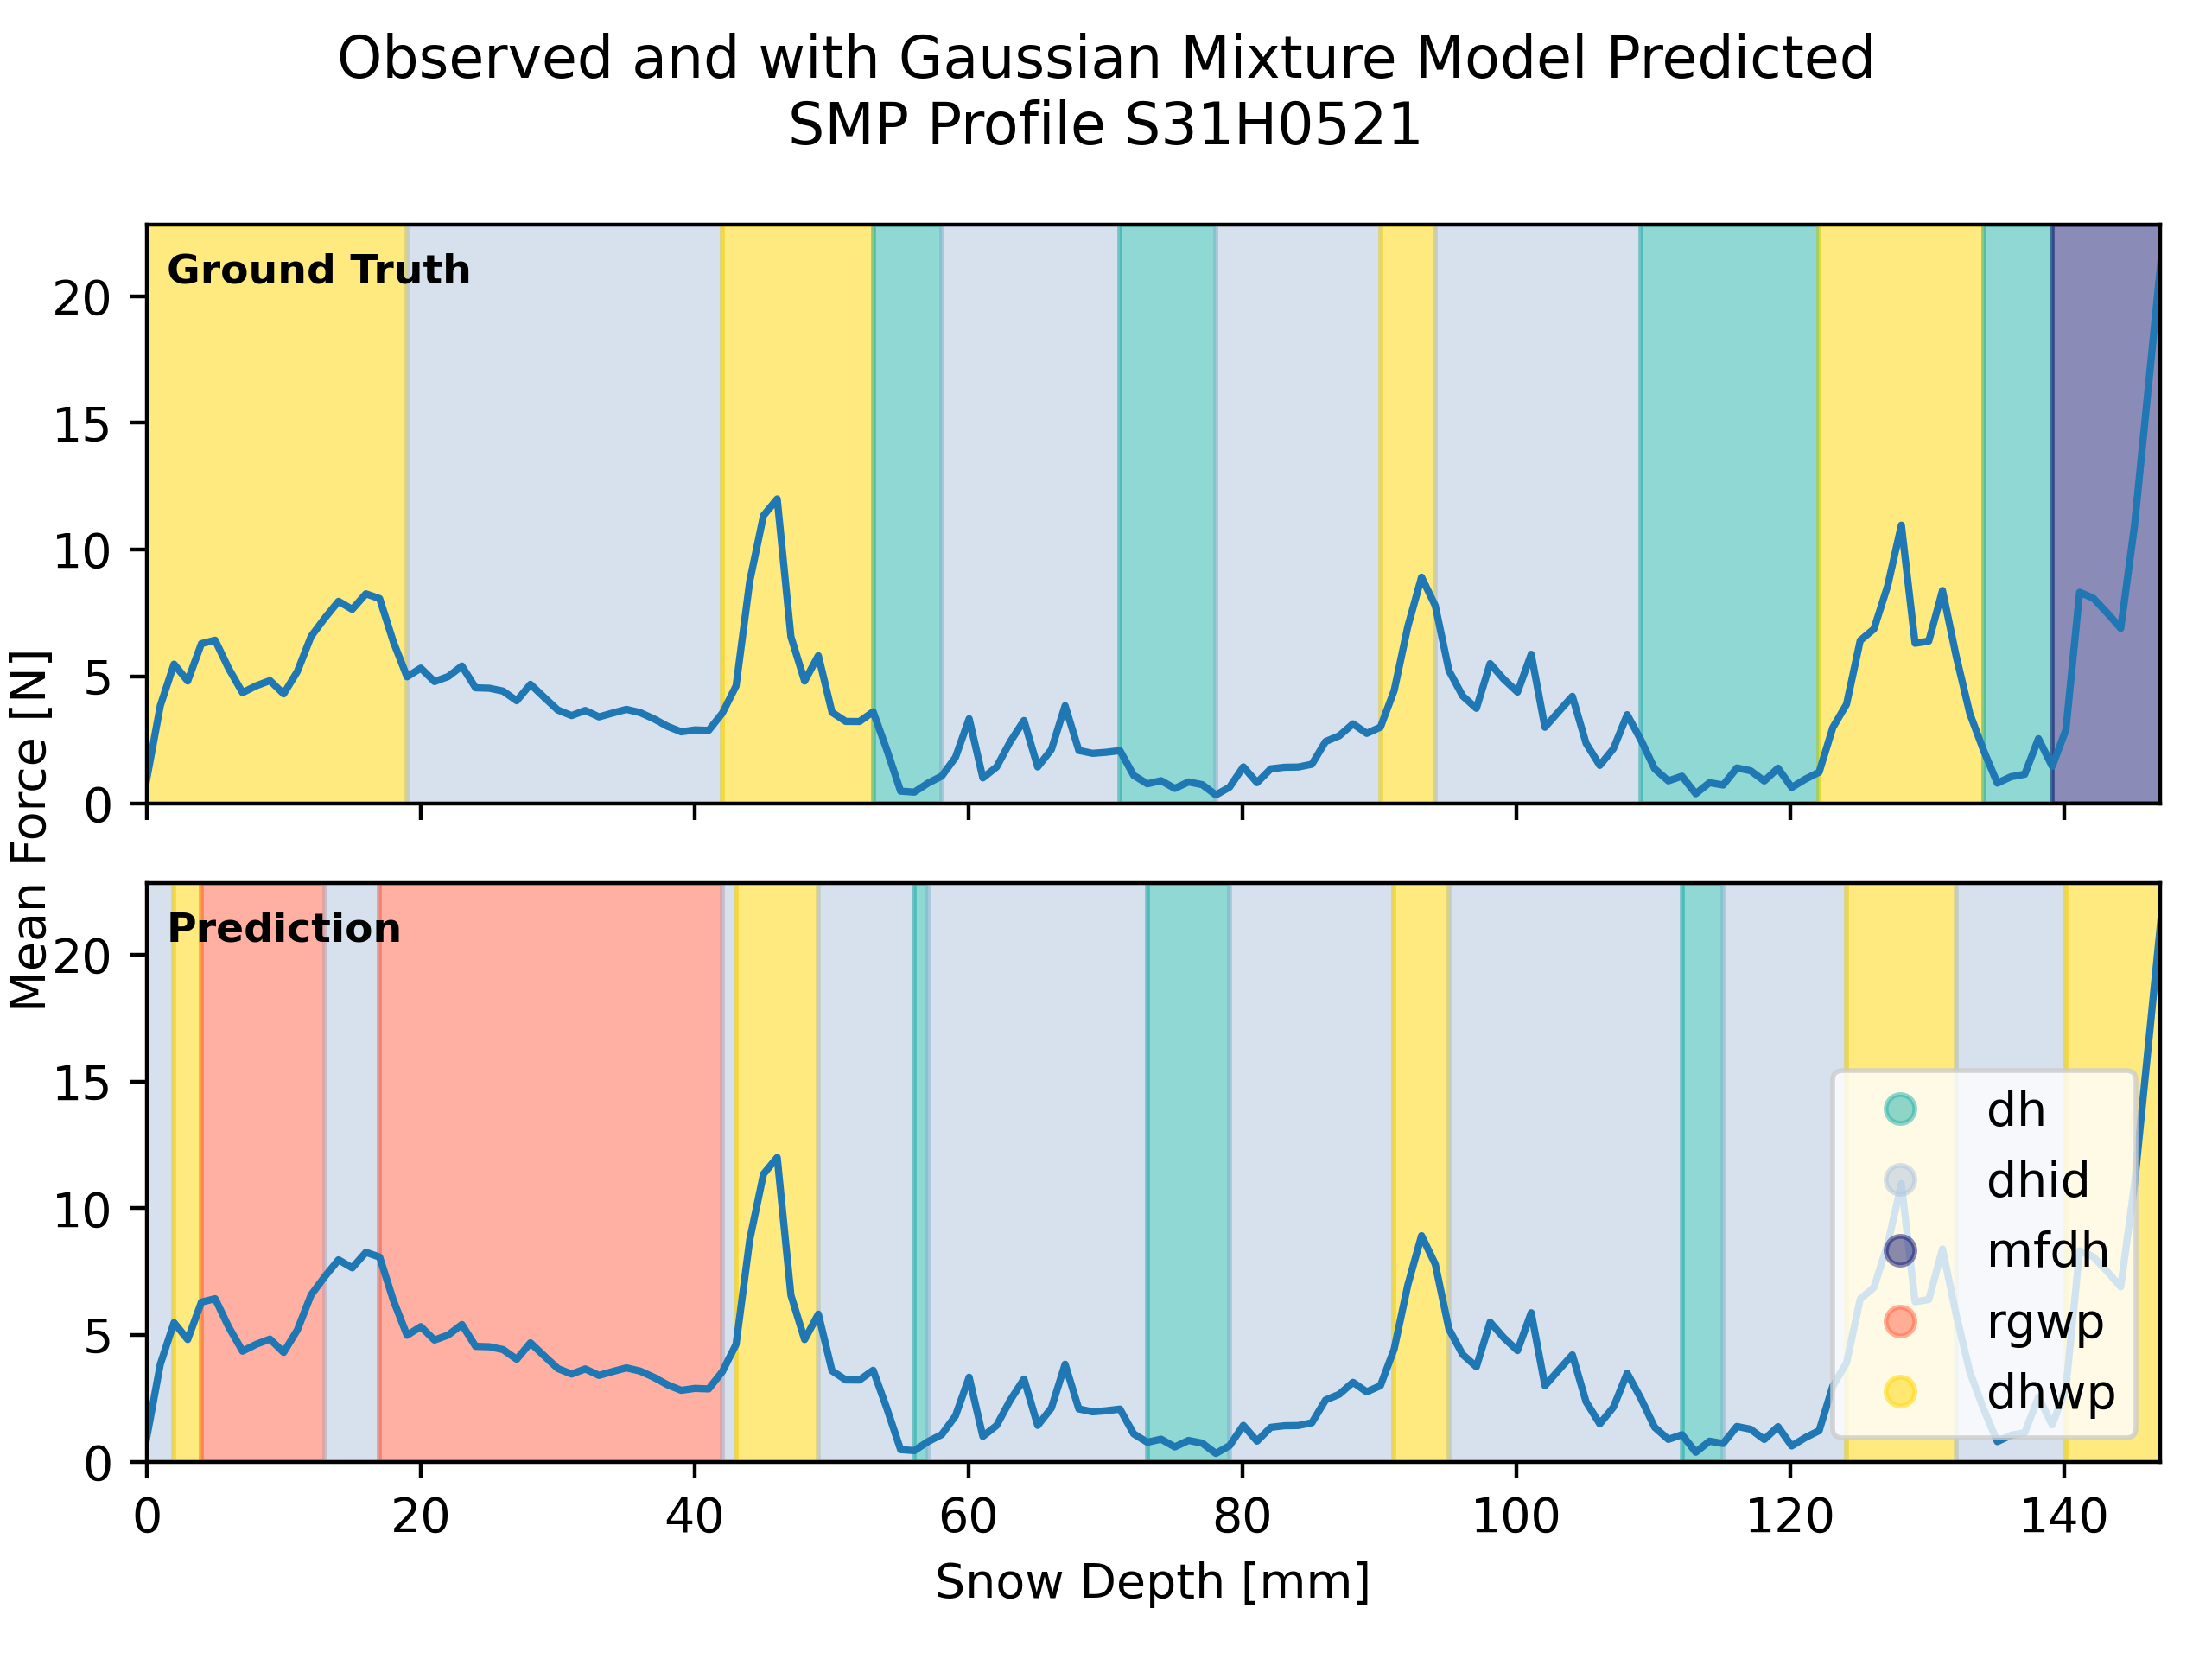 Observed and with Gaussian Mixture Model Predicted
SMP Profile S31H0521
Ground Truth
20
15
10
5
0
Mean Force [N]
Prediction
20
15
10
5
0
dh
dhid
mfdh
rgwp
dhwp
0 20 40 60 80 100 120 140
Snow Depth [mm]